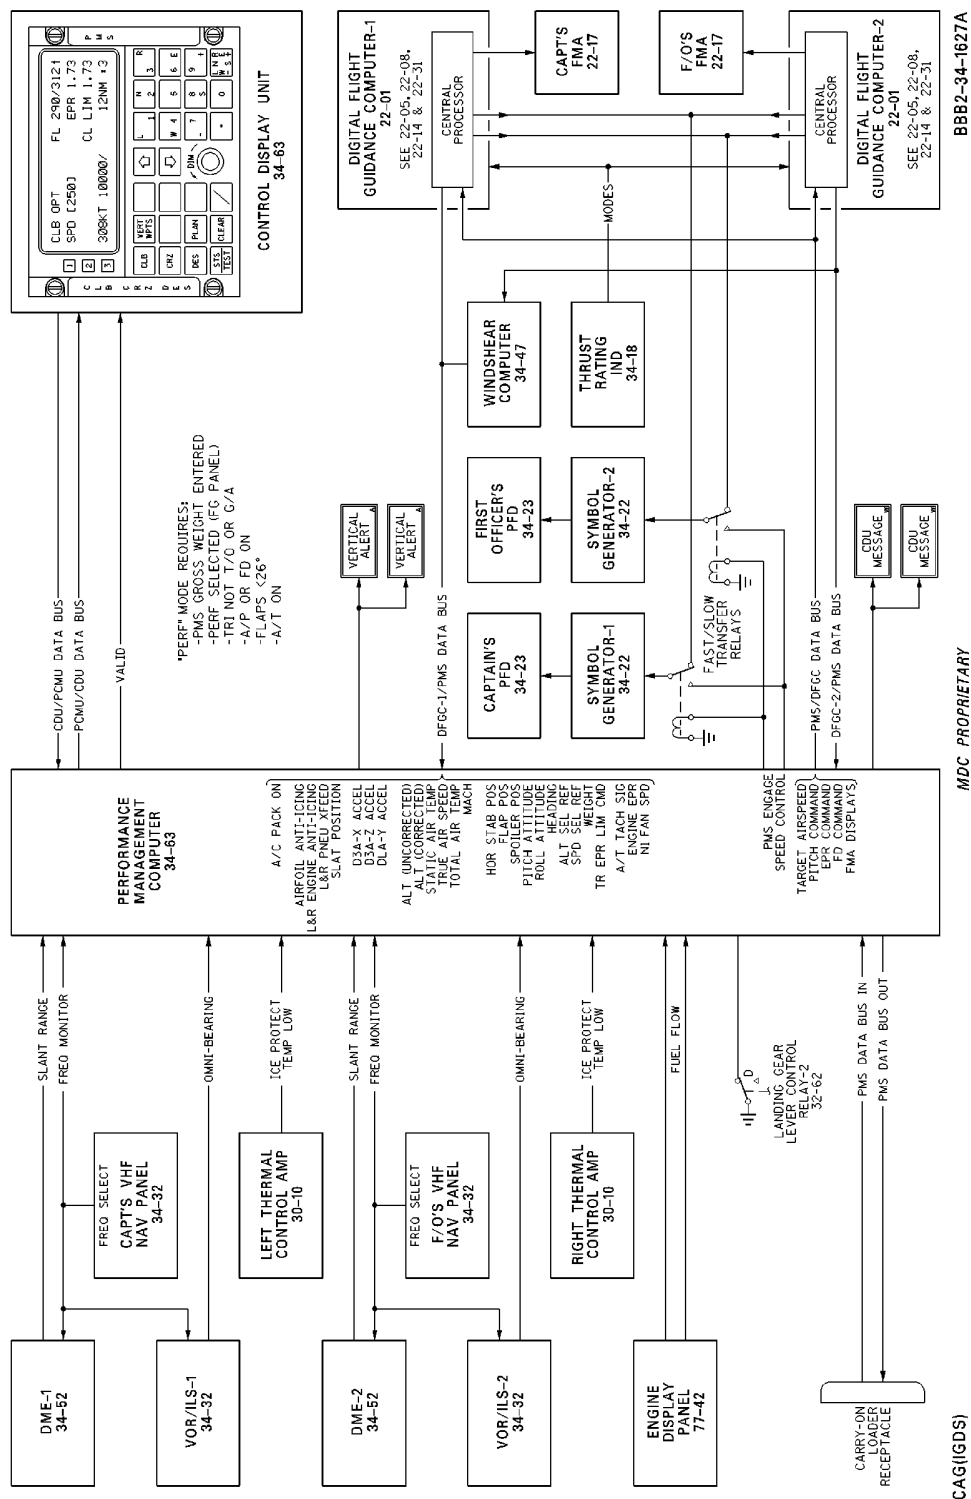 DME-1
34-52
SLANT RANGE
FREQ MONITOR
FREQ SELECT
CAPT'S VHF
NAV PANEL
34-32
VOR/ILS-1
34-32
OMNI-BEARING
LEFT THERMAL
CONTROL AMP
30-10
ICE PROTECT
TEMP LOW
DME-2
34-52
SLANT RANGE
FREQ MONITOR
FREQ SELECT
F/O'S VHF
NAV PANEL
34-32
VOR/ILS-2
34-32
OMNI-BEARING
RIGHT THERMAL
CONTROL AMP
30-10
ICE PROTECT
TEMP LOW
ENGINE
DISPLAY
PANEL
77-42
FUEL FLOW
D
LANDING GEAR
LEVER CONTROL
RELAY-2
32-62
CARRY-ON
LOADER
RECEPTACLE
PMS DATA BUS IN
PMS DATA BUS OUT
PERFORMANCE
MANAGEMENT
COMPUTER
34-63
A/C PACK ON
AIRFOIL ANTI-ICING
L&R ENGINE ANTI-ICING
L&R PNEU XFEED
SLAT POSITION
D3A-X ACCEL
D3A-Z ACCEL
DLA-Y ACCEL
ALT (UNCORRECTED)
ALT (CORRECTED)
STATIC AIR TEMP
TRUE AIR SPEED
TOTAL AIR TEMP
MACH
HOR STAB POS
FLAP POS
SPOILER POS
PITCH ATTITUDE
ROLL ATTITUDE
HEADING
ALT SEL REF
SPD SEL REF
WEIGHT
TR EPR LIM CMD
A/T TACH SIG
ENGINE EPR
N1 FAN SPD
PMS ENGAGE
SPEED CONTROL
TARGET AIRSPEED
PITCH COMMAND
EPR COMMAND
FD COMMAND
FMA DISPLAYS
CDU/PCMU DATA BUS
PCMU/CDU DATA BUS
VALID
"PERF" MODE REQUIRES:
-PMS GROSS WEIGHT ENTERED
-PERF SELECTED (FG PANEL)
-TRI NOT T/O OR G/A
-A/P OR FD ON
-FLAPS <26°
-A/T ON
VERTICAL
ALERT
A
VERTICAL
ALERT
A
DFGC-1/PMS DATA BUS
CAPTAIN'S
PFD
34-23
FIRST
OFFICER'S
PFD
34-23
SYMBOL
GENERATOR-1
34-22
SYMBOL
GENERATOR-2
34-22
FAST/SLOW
TRANSFER
RELAYS
PMS/DFGC DATA BUS
DFGC-2/PMS DATA BUS
CDU
MESSAGE
W
CDU
MESSAGE
W
WINDSHEAR
COMPUTER
34-47
THRUST
RATING
IND
34-18
MODES
CLB OPT FL 290/312↑
SPD [250] EPR 1.73
CL LIM 1.73
308KT 10000/ 12NM ↑3
1
2
3
C L B C R Z D E S
P M S
CLB
VERT
WPTS
L 1
N 2
R 3
CRZ
W 4
5
E 6
DES
PLAN
DIM
- 7
S 8
+ 9
STS
TEST
CLEAR
/
•
0
CONTROL DISPLAY UNIT
34-63
DIGITAL FLIGHT
GUIDANCE COMPUTER-1
22-01
SEE 22-05, 22-08,
22-14 & 22-31
CENTRAL
PROCESSOR
CAPT'S
FMA
22-17
F/O'S
FMA
22-17
CENTRAL
PROCESSOR
DIGITAL FLIGHT
GUIDANCE COMPUTER-2
22-01
SEE 22-05, 22-08,
22-14 & 22-31
CAG(IGDS)
MDC PROPRIETARY
BBB2-34-1627A